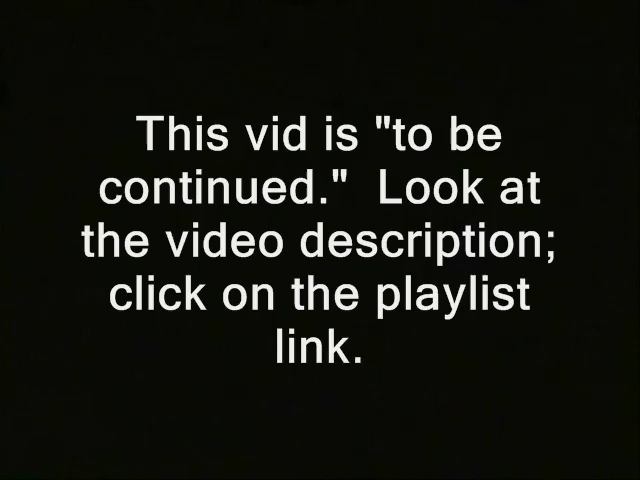 This vid is "to be
continued."  Look at
the video description;
click on the playlist
link.